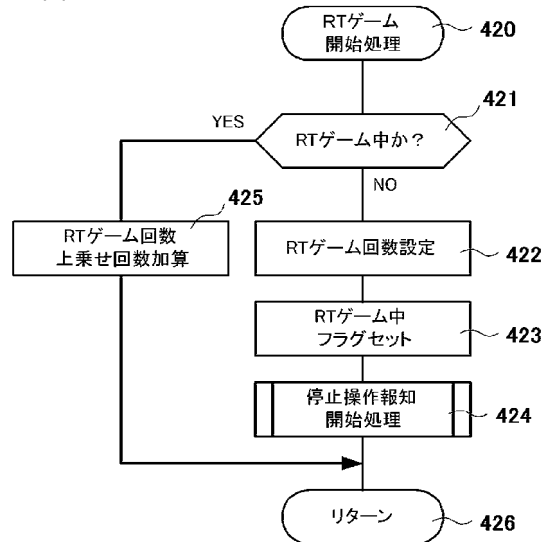 RTゲーム
開始処理
420
421
YES
RTゲーム中か？
NO
425
RTゲーム回数
上乗せ回数加算
RTゲーム回数設定
422
RTゲーム中
フラグセット
423
停止操作報知
開始処理
424
リターン
426